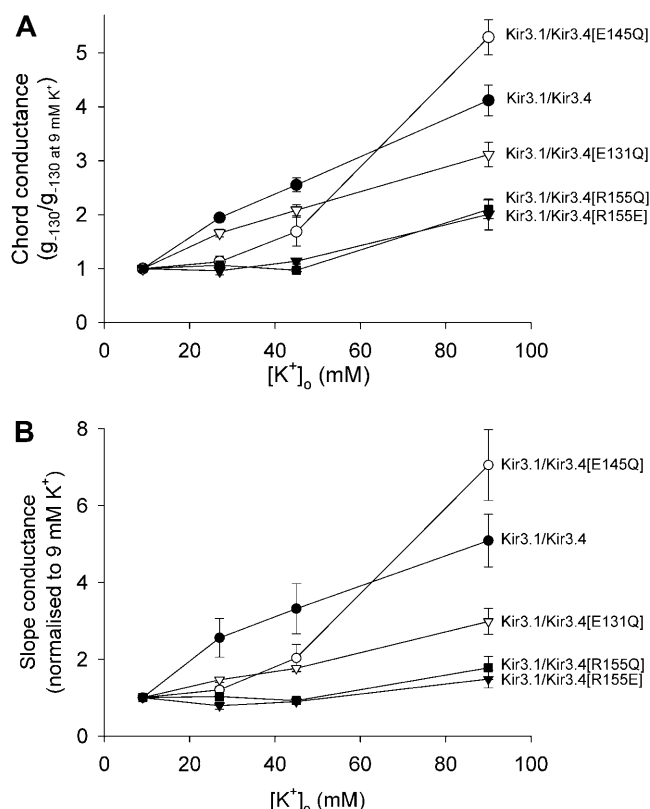 A
Chord conductance
(g-130/g-130 at 9 mM K+)
5
4
3
2
1
0
Kir3.1/Kir3.4[E145Q]
Kir3.1/Kir3.4
Kir3.1/Kir3.4[E131Q]
Kir3.1/Kir3.4[R155Q]
Kir3.1/Kir3.4[R155E]
0 20 40 60 80 100
[K+]o (mM)
B
Slope conductance
(normalised to 9 mM K+)
8
6
4
2
0
Kir3.1/Kir3.4[E145Q]
Kir3.1/Kir3.4
Kir3.1/Kir3.4[E131Q]
Kir3.1/Kir3.4[R155Q]
Kir3.1/Kir3.4[R155E]
0 20 40 60 80 100
[K+]o (mM)